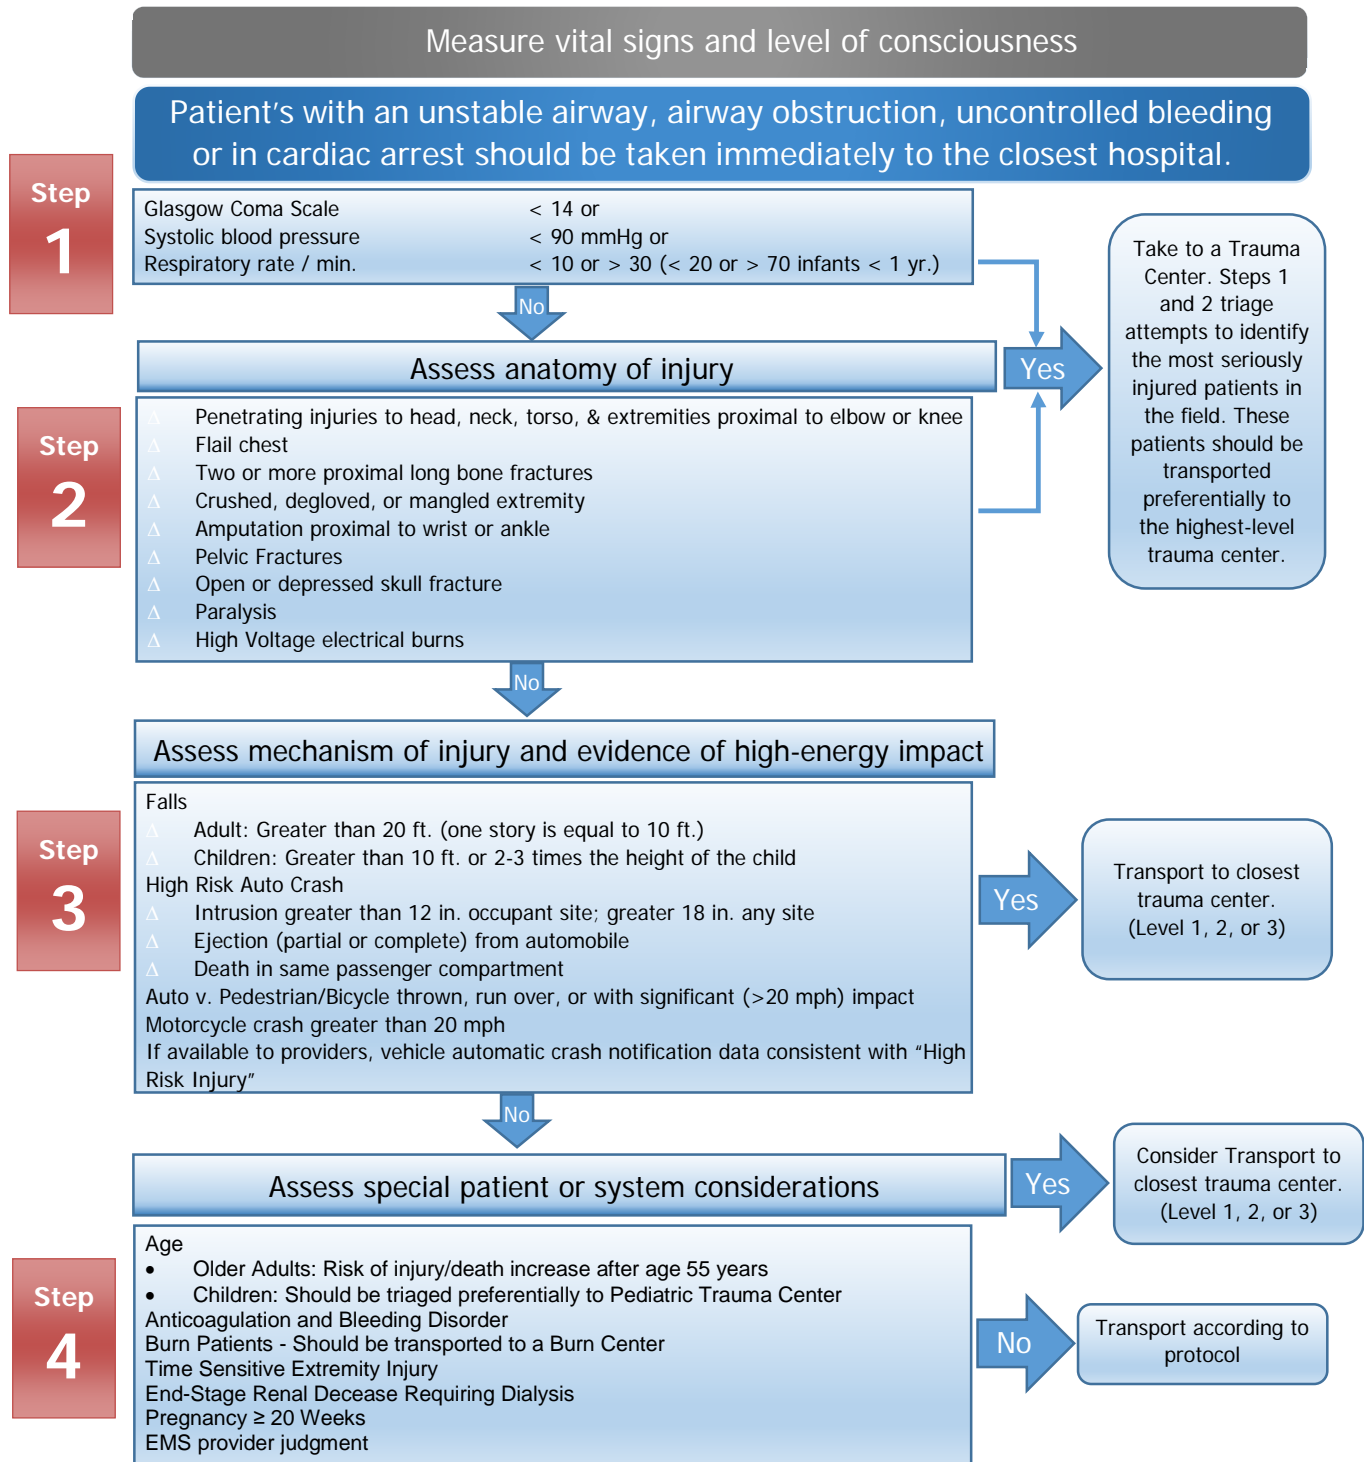 Measure vital signs and level of consciousness
Patient's with an unstable airway, airway obstruction, uncontrolled bleeding
or in cardiac arrest should be taken immediately to the closest hospital.
Step
1
Glasgow Coma Scale < 14 or
Systolic blood pressure < 90 mmHg or
Respiratory rate / min. < 10 or > 30 (< 20 or > 70 infants < 1 yr.)
No
Assess anatomy of injury
Yes
Take to a Trauma
Center. Steps 1
and 2 triage
attempts to identify
the most seriously
injured patients in
the field. These
patients should be
transported
preferentially to
the highest-level
trauma center.
Step
2
Δ Penetrating injuries to head, neck, torso, & extremities proximal to elbow or knee
Δ Flail chest
Δ Two or more proximal long bone fractures
Δ Crushed, degloved, or mangled extremity
Δ Amputation proximal to wrist or ankle
Δ Pelvic Fractures
Δ Open or depressed skull fracture
Δ Paralysis
Δ High Voltage electrical burns
No
Assess mechanism of injury and evidence of high-energy impact
Step
3
Falls
Δ Adult: Greater than 20 ft. (one story is equal to 10 ft.)
Δ Children: Greater than 10 ft. or 2-3 times the height of the child
High Risk Auto Crash
Δ Intrusion greater than 12 in. occupant site; greater 18 in. any site
Δ Ejection (partial or complete) from automobile
Δ Death in same passenger compartment
Auto v. Pedestrian/Bicycle thrown, run over, or with significant (>20 mph) impact
Motorcycle crash greater than 20 mph
If available to providers, vehicle automatic crash notification data consistent with "High
Risk Injury"
Yes
Transport to closest
trauma center.
(Level 1, 2, or 3)
No
Assess special patient or system considerations
Yes
Consider Transport to
closest trauma center.
(Level 1, 2, or 3)
Step
4
Age
• Older Adults: Risk of injury/death increase after age 55 years
• Children: Should be triaged preferentially to Pediatric Trauma Center
Anticoagulation and Bleeding Disorder
Burn Patients - Should be transported to a Burn Center
Time Sensitive Extremity Injury
End-Stage Renal Decease Requiring Dialysis
Pregnancy ≥ 20 Weeks
EMS provider judgment
No
Transport according to
protocol